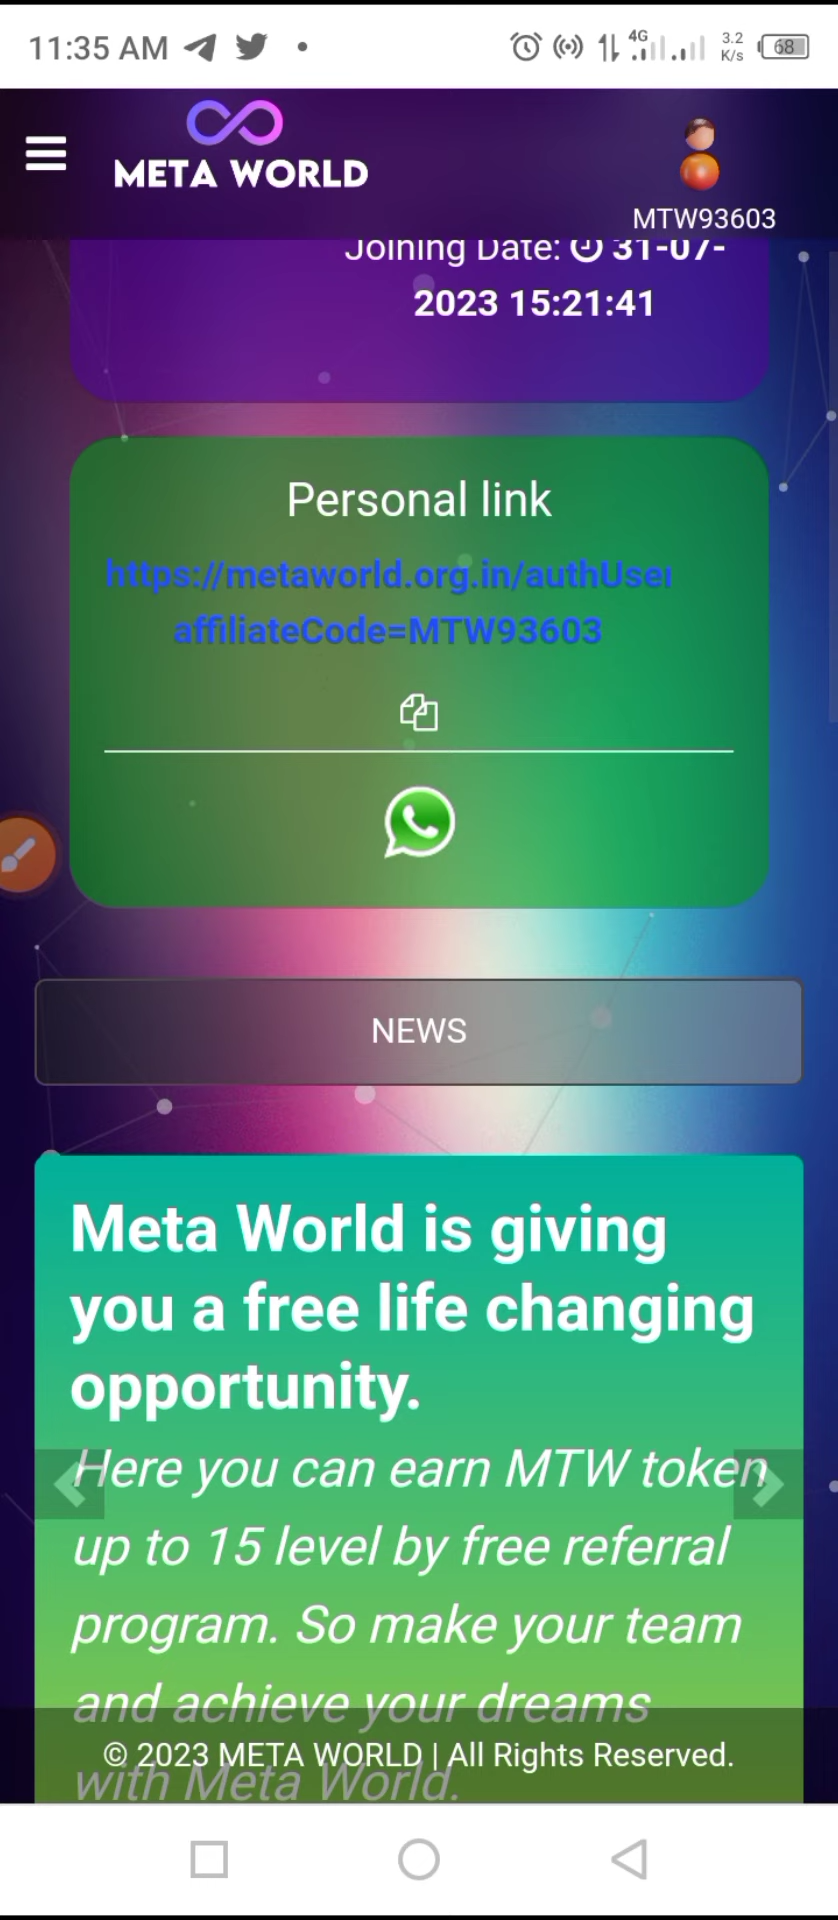 11:35 AM
4G
3.2
K/s
68
META WORLD
MTW93603
Joining Date: 31-07-
2023 15:21:41
Personal link
https://metaworld.org.in/authUser
affiliateCode=MTW93603
NEWS
Meta World is giving
you a free life changing
opportunity.
Here you can earn MTW token
up to 15 level by free referral
program. So make your team
and achieve your dreams
with Meta World.
© 2023 META WORLD | All Rights Reserved.